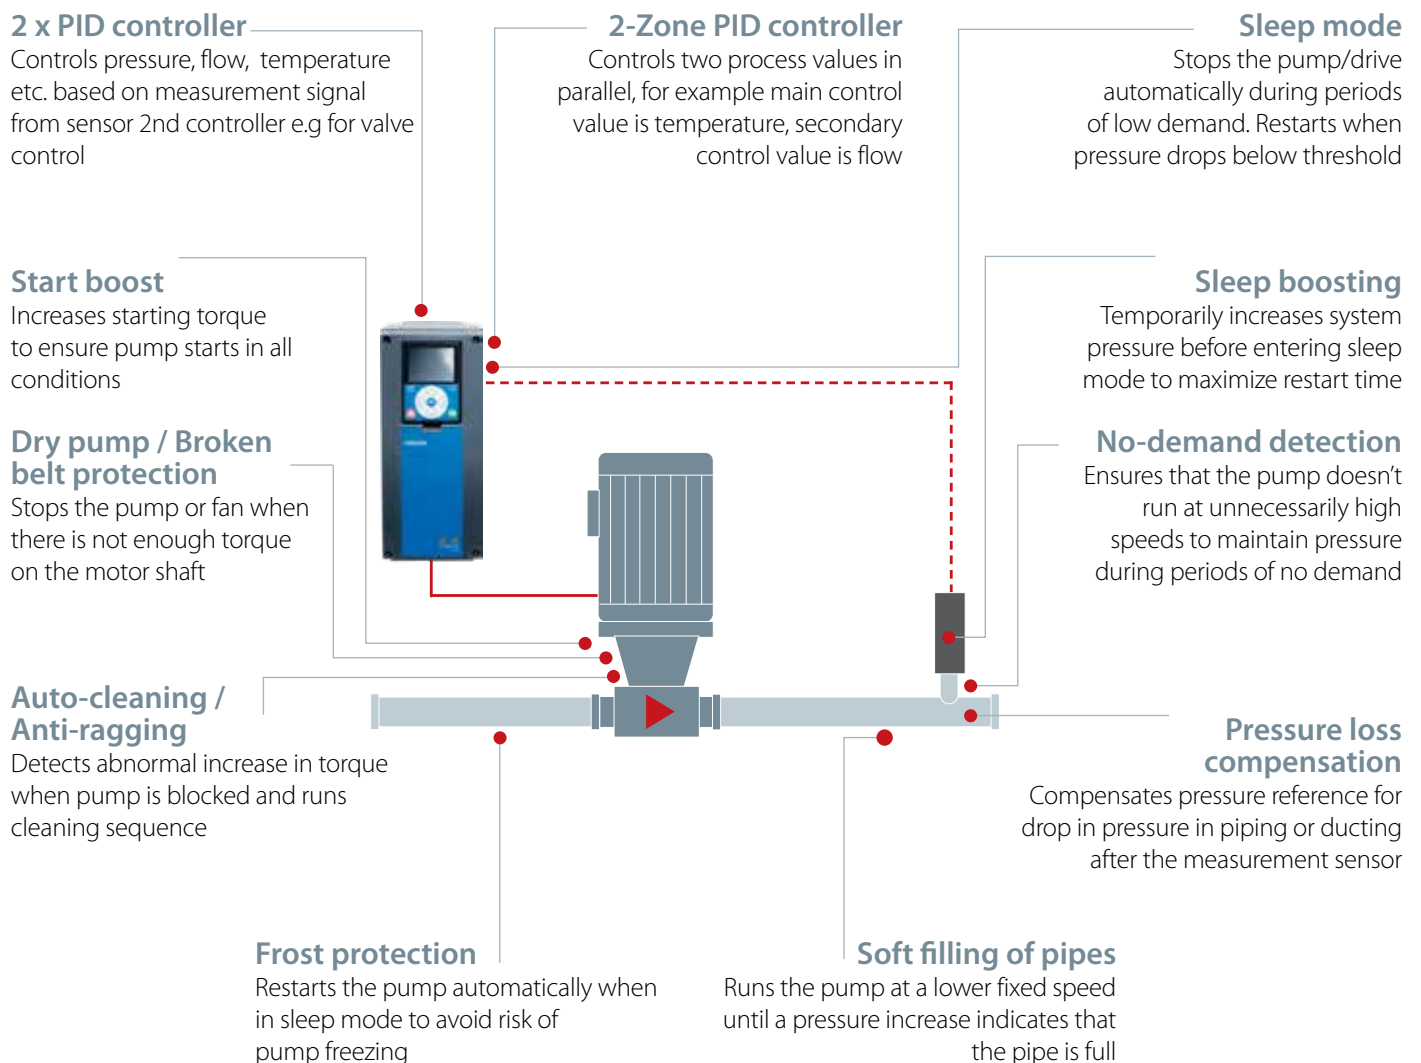 2 x PID controller
Controls pressure, flow, temperature
etc. based on measurement signal
from sensor 2nd controller e.g for valve
control
2-Zone PID controller
Controls two process values in
parallel, for example main control
value is temperature, secondary
control value is flow
Sleep mode
Stops the pump/drive
automatically during periods
of low demand. Restarts when
pressure drops below threshold
Start boost
Increases starting torque
to ensure pump starts in all
conditions
Sleep boosting
Temporarily increases system
pressure before entering sleep
mode to maximize restart time
Dry pump / Broken
belt protection
Stops the pump or fan when
there is not enough torque
on the motor shaft
No-demand detection
Ensures that the pump doesn't
run at unnecessarily high
speeds to maintain pressure
during periods of no demand
Auto-cleaning /
Anti-ragging
Detects abnormal increase in torque
when pump is blocked and runs
cleaning sequence
Pressure loss
compensation
Compensates pressure reference for
drop in pressure in piping or ducting
after the measurement sensor
Frost protection
Restarts the pump automatically when
in sleep mode to avoid risk of
pump freezing
Soft filling of pipes
Runs the pump at a lower fixed speed
until a pressure increase indicates that
the pipe is full